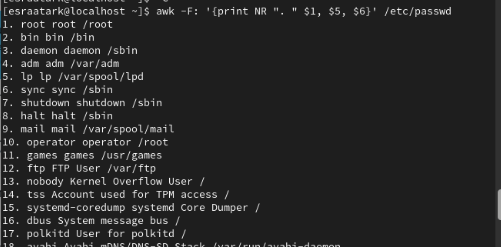 [esraatark@localhost ~]$ awk -F: '{print NR ". " $1, $5, $6}' /etc/passwd
1. root root /root
2. bin bin /bin
3. daemon daemon /sbin
4. adm adm /var/adm
5. lp lp /var/spool/lpd
6. sync sync /sbin
7. shutdown shutdown /sbin
8. halt halt /sbin
9. mail mail /var/spool/mail
10. operator operator /root
11. games games /usr/games
12. ftp FTP User /var/ftp
13. nobody Kernel Overflow User /
14. tss Account used for TPM access /
15. systemd-coredump systemd Core Dumper /
16. dbus System message bus /
17. polkitd User for polkitd /
18. avahi Avahi mDNS/DNS-SD Stack /var/run/avahi-daemon